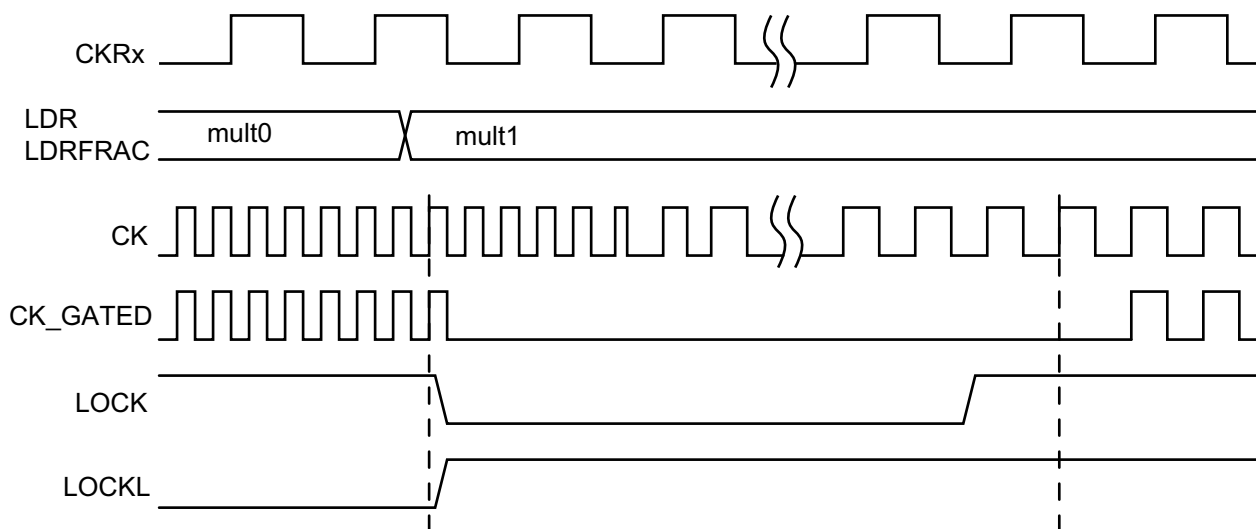 CKRx
LDR
LDRFRAC
mult0
mult1
CK
CK_GATED
LOCK
LOCKL